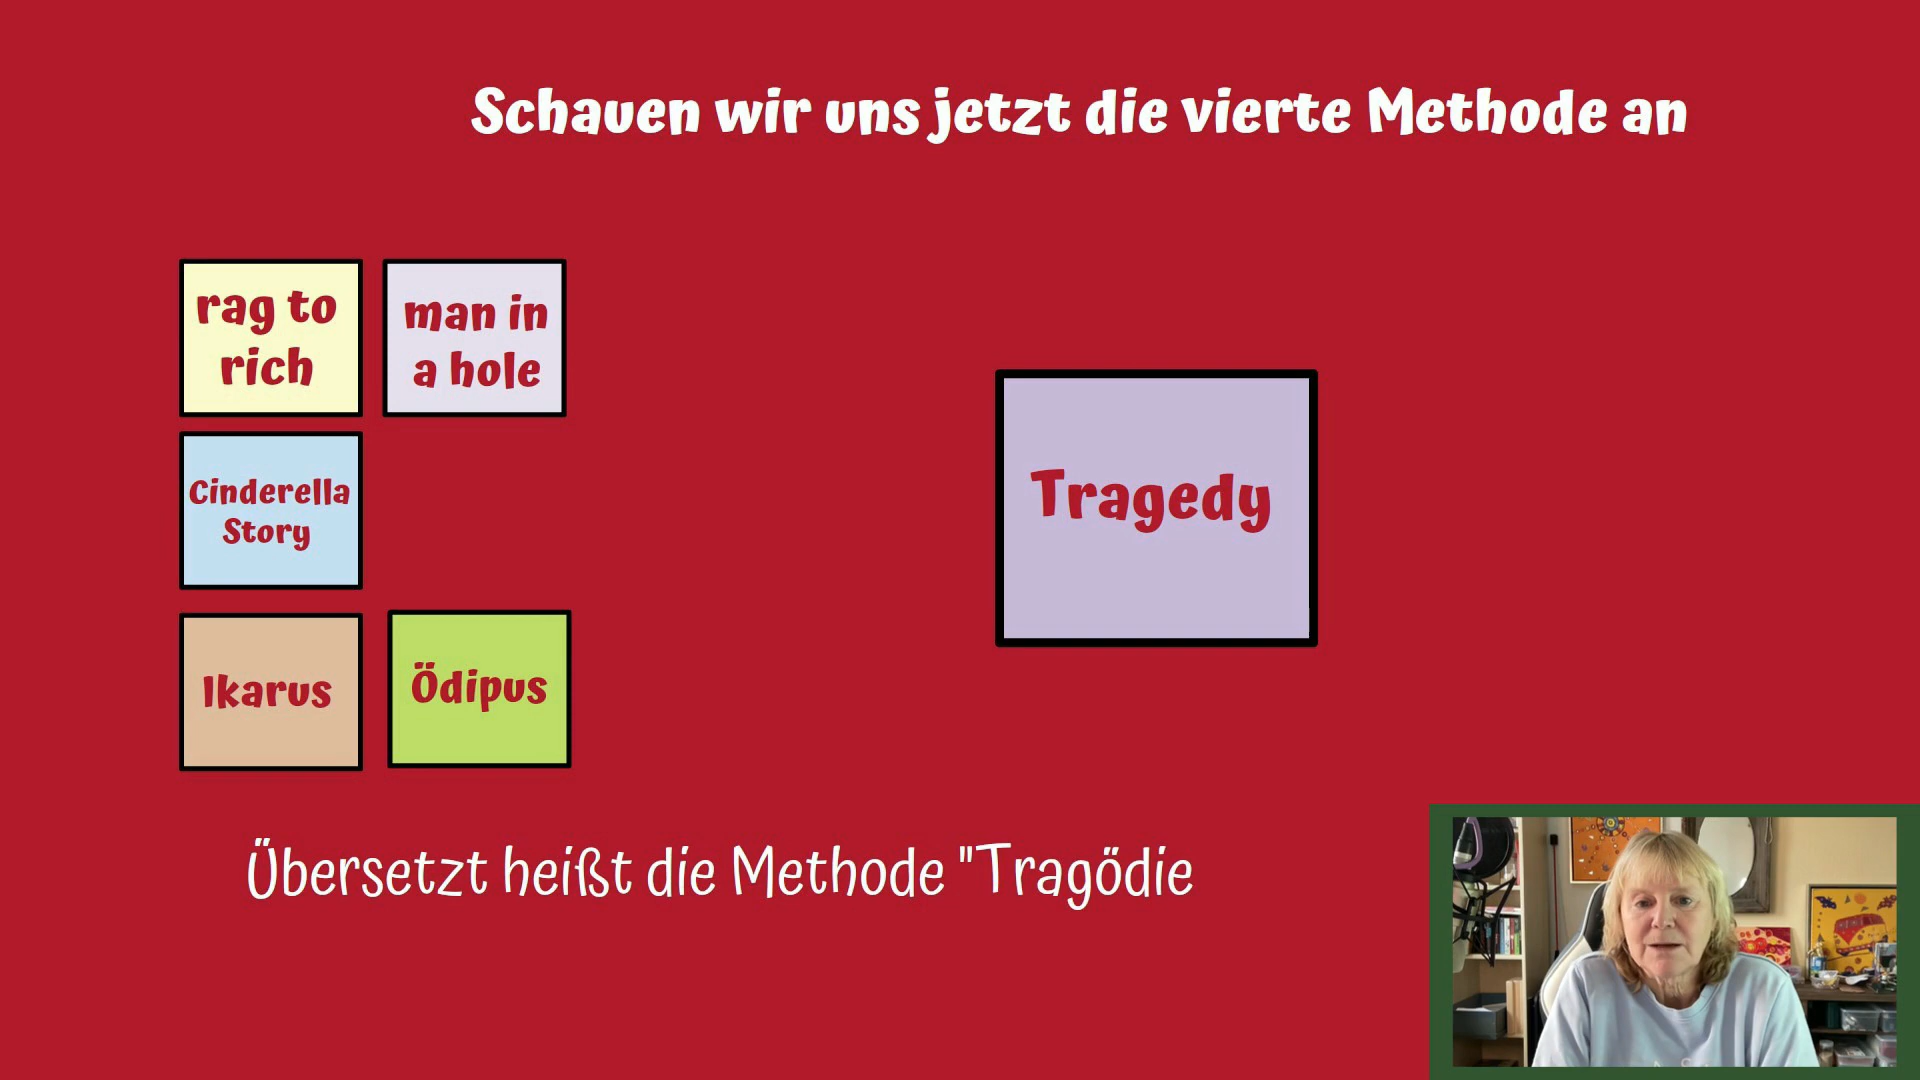 Schauen wir uns jetzt die vierte Methode an
rag to
rich
man in
a hole
Cinderella
Story
Tragedy
Ikarus
Ödipus
Übersetzt heißt die Methode "Tragödie